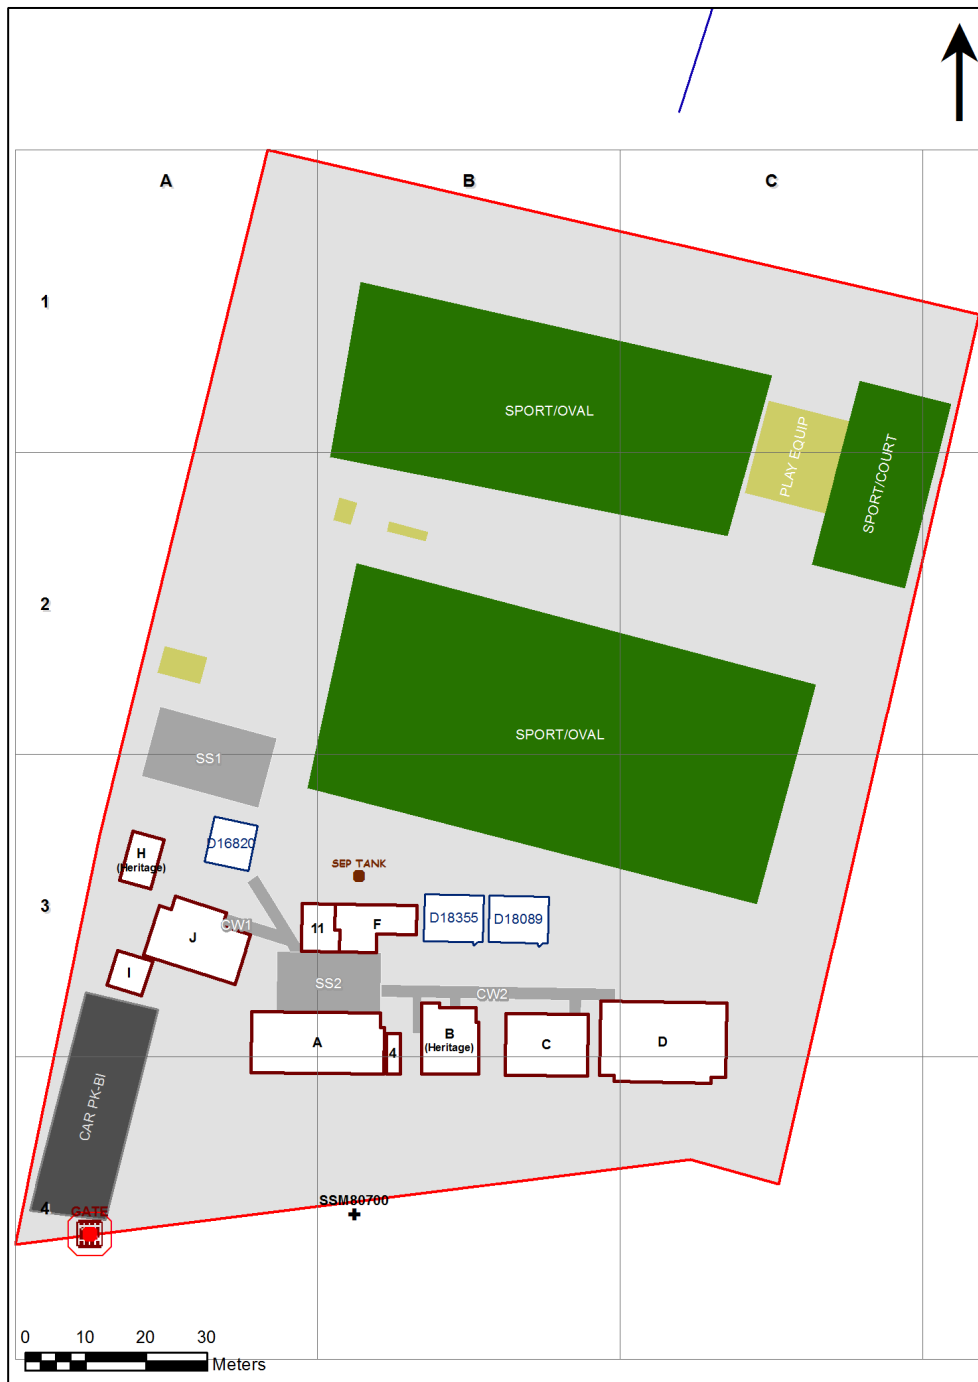 A
B
C
1
SPORT/OVAL
PLAY EQUIP
SPORT/COURT
2
SPORT/OVAL
SS1
D16820
H
(Heritage)
SEP TANK
3
11
F
D18355
D18089
CW1
J
I
SS2
CW2
A
4
B
(Heritage)
C
D
CAR PK-BI
SSM80700
4
GATE
0 10 20 30
Meters